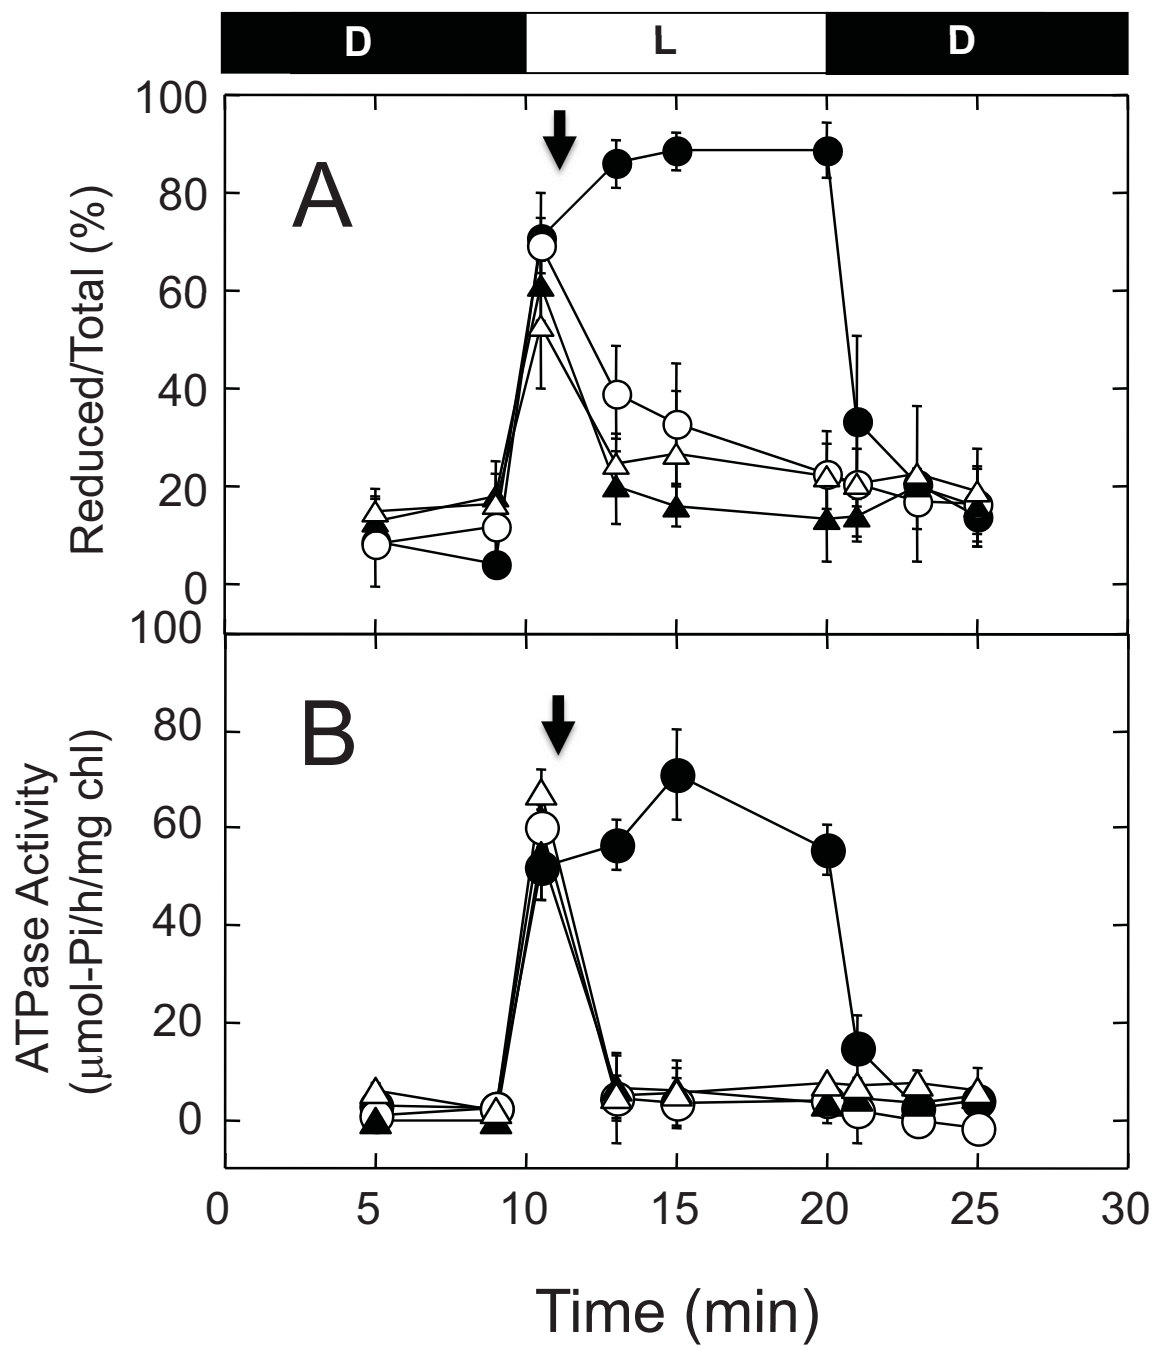 D L D
100
A
80
60
40
20
0
Reduced/Total (%)
100
B
80
60
40
20
0
ATPase Activity
(μmol-Pi/h/mg chl)
0 5 10 15 20 25 30
Time (min)